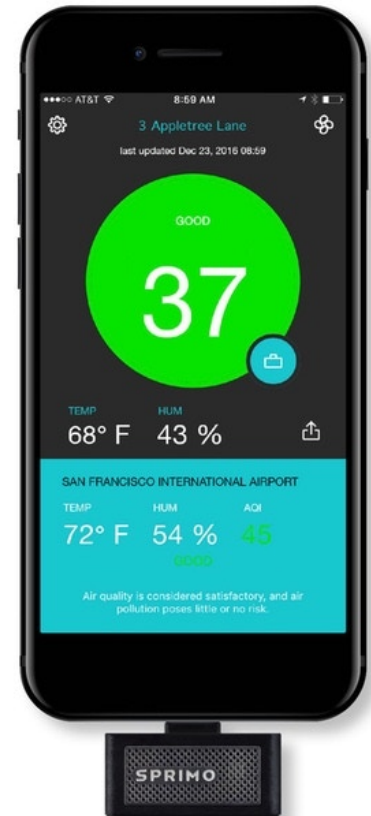 AT&T 8:59 AM
3 Appletree Lane
last updated Dec 23, 2016 08:59
GOOD
37
TEMP HUM
68° F 43 %
SAN FRANCISCO INTERNATIONAL AIRPORT
TEMP HUM AQI
72° F 54 % 45
GOOD
Air quality is considered satisfactory, and air
pollution poses little or no risk.
SPRIMO